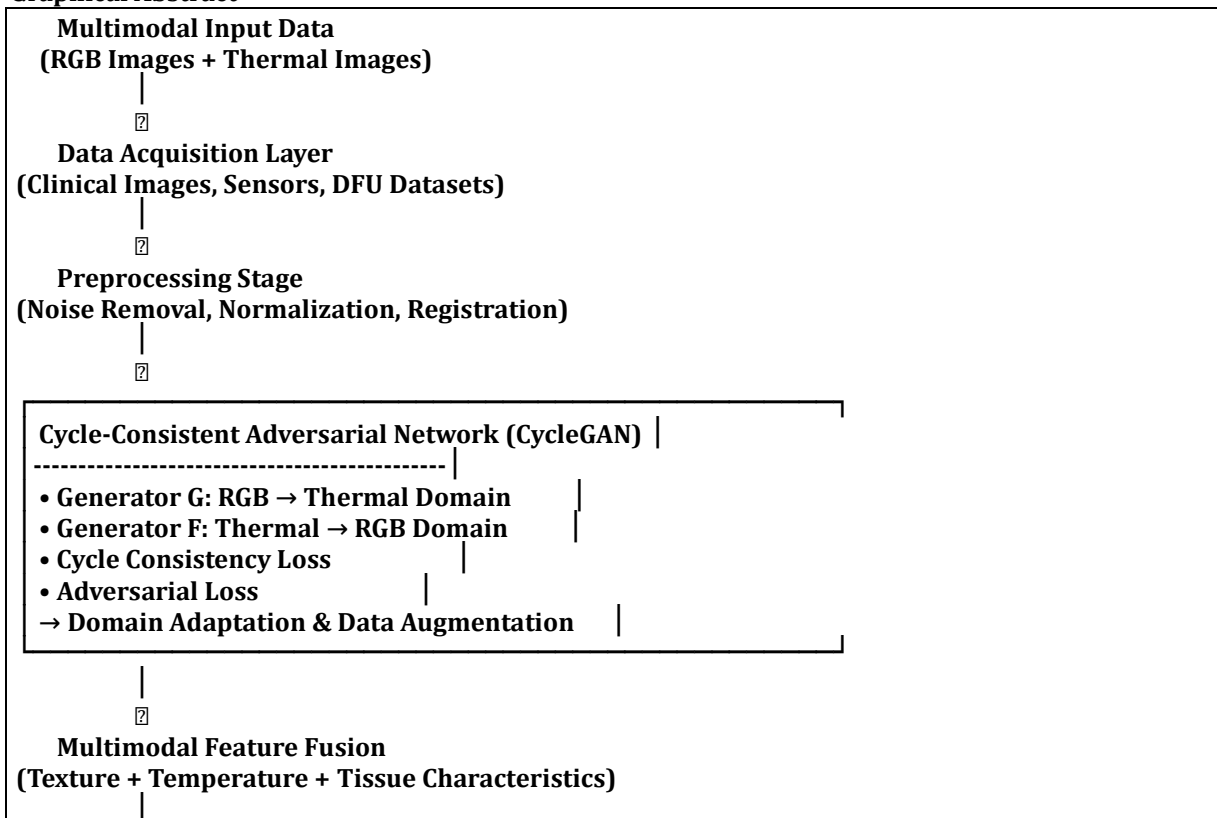 Multimodal Input Data
(RGB Images + Thermal Images)
Data Acquisition Layer
(Clinical Images, Sensors, DFU Datasets)
Preprocessing Stage
(Noise Removal, Normalization, Registration)
Cycle-Consistent Adversarial Network (CycleGAN)
----------------------------------------------
• Generator G: RGB → Thermal Domain
• Generator F: Thermal → RGB Domain
• Cycle Consistency Loss
• Adversarial Loss
→ Domain Adaptation & Data Augmentation
Multimodal Feature Fusion
(Texture + Temperature + Tissue Characteristics)